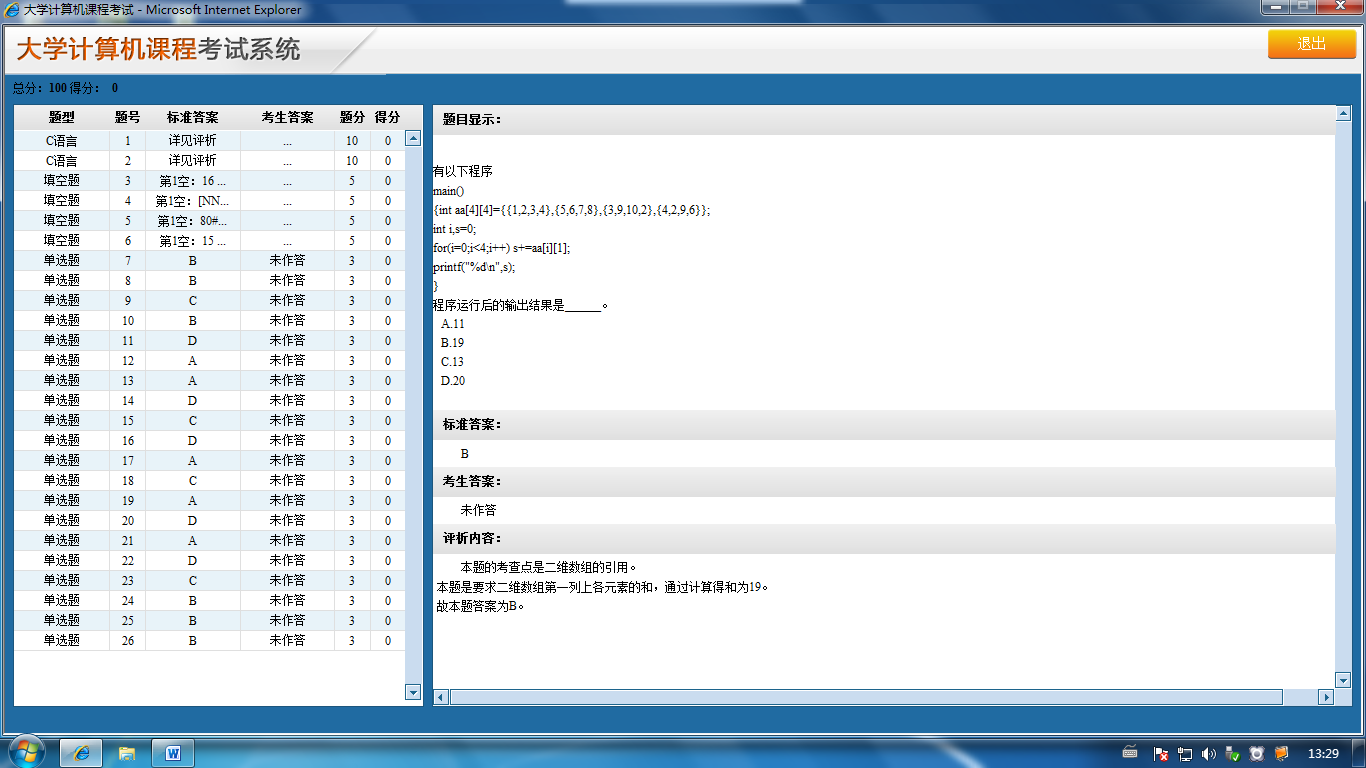 大学计算机课程考试 - Microsoft Internet Explorer
大学计算机课程考试系统
退出
总分：100 得分： 0
题型 题号 标准答案 考生答案 题分 得分
C语言 1 详见评析 ... 10 0
C语言 2 详见评析 ... 10 0
填空题 3 第1空：16 ... ... 5 0
填空题 4 第1空：[NN... ... 5 0
填空题 5 第1空：80#... ... 5 0
填空题 6 第1空：15 ... ... 5 0
单选题 7 B 未作答 3 0
单选题 8 B 未作答 3 0
单选题 9 C 未作答 3 0
单选题 10 B 未作答 3 0
单选题 11 D 未作答 3 0
单选题 12 A 未作答 3 0
单选题 13 A 未作答 3 0
单选题 14 D 未作答 3 0
单选题 15 C 未作答 3 0
单选题 16 D 未作答 3 0
单选题 17 A 未作答 3 0
单选题 18 C 未作答 3 0
单选题 19 A 未作答 3 0
单选题 20 D 未作答 3 0
单选题 21 A 未作答 3 0
单选题 22 D 未作答 3 0
单选题 23 C 未作答 3 0
单选题 24 B 未作答 3 0
单选题 25 B 未作答 3 0
单选题 26 B 未作答 3 0
题目显示：
有以下程序
main()
{int aa[4][4]={{1,2,3,4},{5,6,7,8},{3,9,10,2},{4,2,9,6}};
int i,s=0;
for(i=0;i<4;i++) s+=aa[i][1];
printf("%d\n",s);
}
程序运行后的输出结果是______。
A.11
B.19
C.13
D.20
标准答案：
B
考生答案：
未作答
评析内容：
本题的考查点是二维数组的引用。
本题是要求二维数组第一列上各元素的和，通过计算得和为19。
故本题答案为B。
13:29